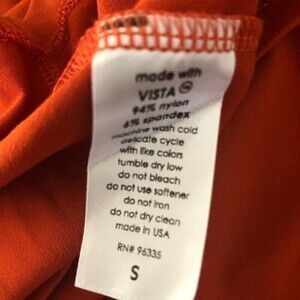 made with
VISTA ™
94% nylon
6% spandex
machine wash cold
delicate cycle
with like colors
tumble dry low
do not bleach
do not use softener
do not iron
do not dry clean
made in USA
RN# 96335
S